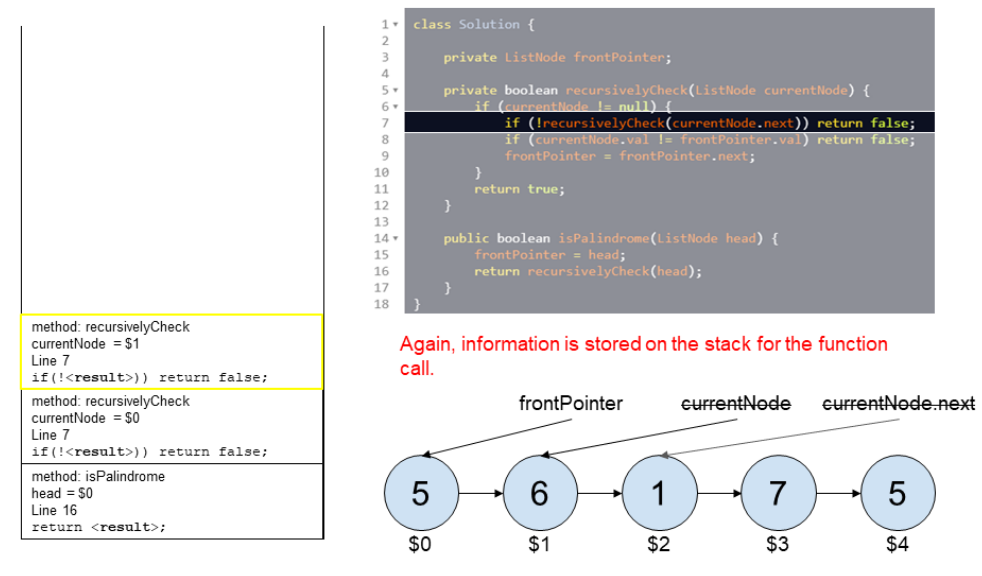 1 class Solution {
2
3 private ListNode frontPointer;
4
5 private boolean recursivelyCheck(ListNode currentNode) {
6 if (currentNode != null) {
7 if (!recursivelyCheck(currentNode.next)) return false;
8 if (currentNode.val != frontPointer.val) return false;
9 frontPointer = frontPointer.next;
10 }
11 return true;
12 }
13
14 public boolean isPalindrome(ListNode head) {
15 frontPointer = head;
16 return recursivelyCheck(head);
17 }
18 }
method: recursivelyCheck
currentNode = $1
Line 7
if(!<result>)) return false;
method: recursivelyCheck
currentNode = $0
Line 7
if(!<result>)) return false;
method: isPalindrome
head = $0
Line 16
return <result>;
Again, information is stored on the stack for the function
call.
frontPointer currentNode currentNode.next
5 6 1 7 5
$0 $1 $2 $3 $4